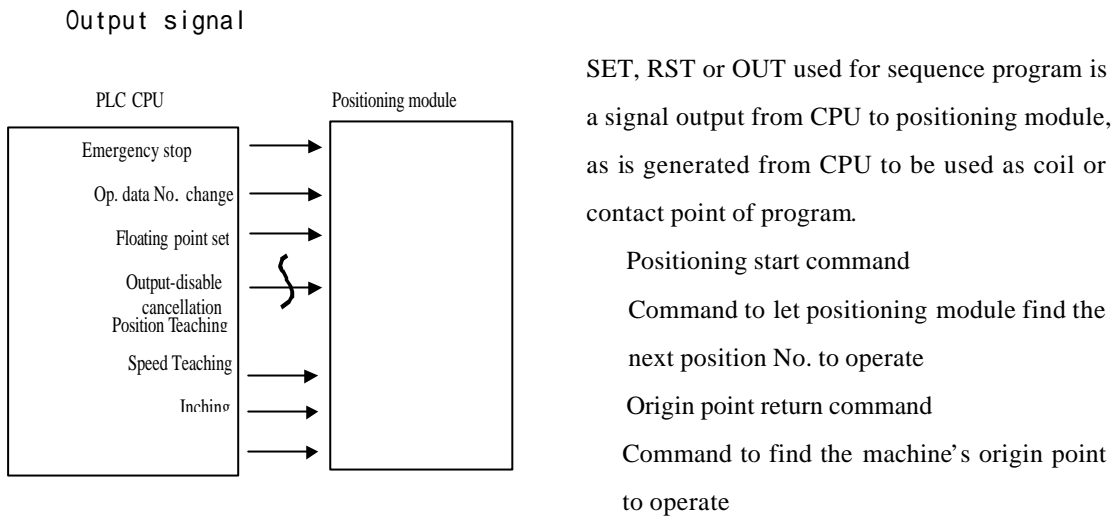 Output signal
PLC CPU
Positioning module
Emergency stop
Op. data No. change
Floating point set
Output-disable
cancellation
Position Teaching
Speed Teaching
Inching
SET, RST or OUT used for sequence program is
a signal output from CPU to positioning module,
as is generated from CPU to be used as coil or
contact point of program.
Positioning start command
Command to let positioning module find the
next position No. to operate
Origin point return command
Command to find the machine's origin point
to operate